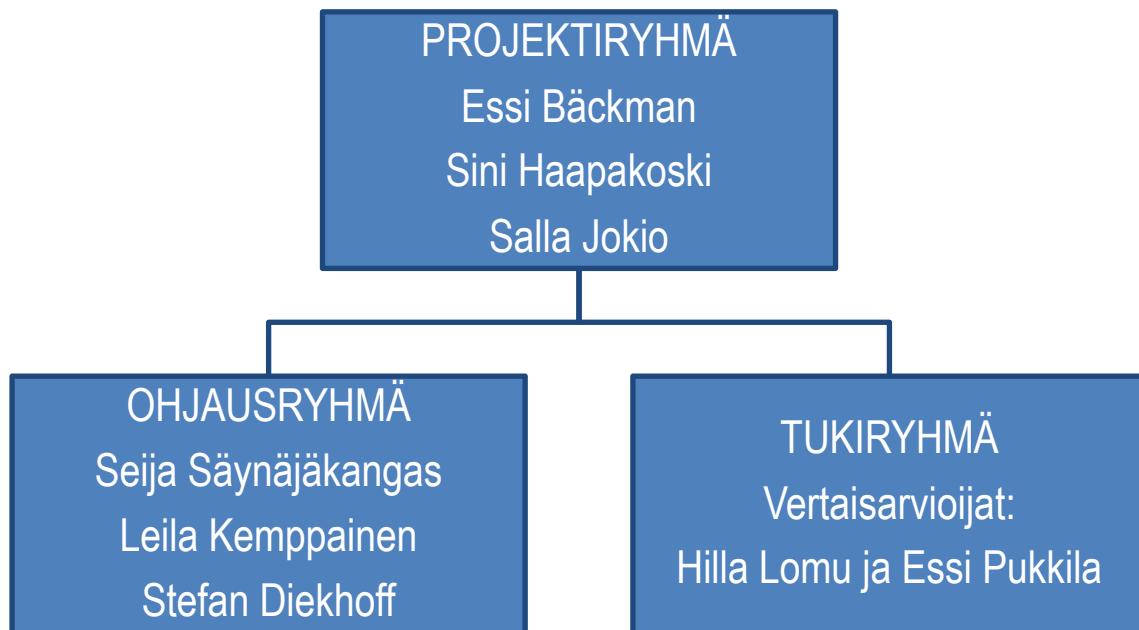 PROJEKTIRYHMÄ
Essi Bäckman
Sini Haapakoski
Salla Jokio
OHJAUSRYHMÄ
Seija Säynäjäkangas
Leila Kemppainen
Stefan Diekhoff
TUKIRYHMÄ
Vertaisarvioijat:
Hilla Lomu ja Essi Pukkila